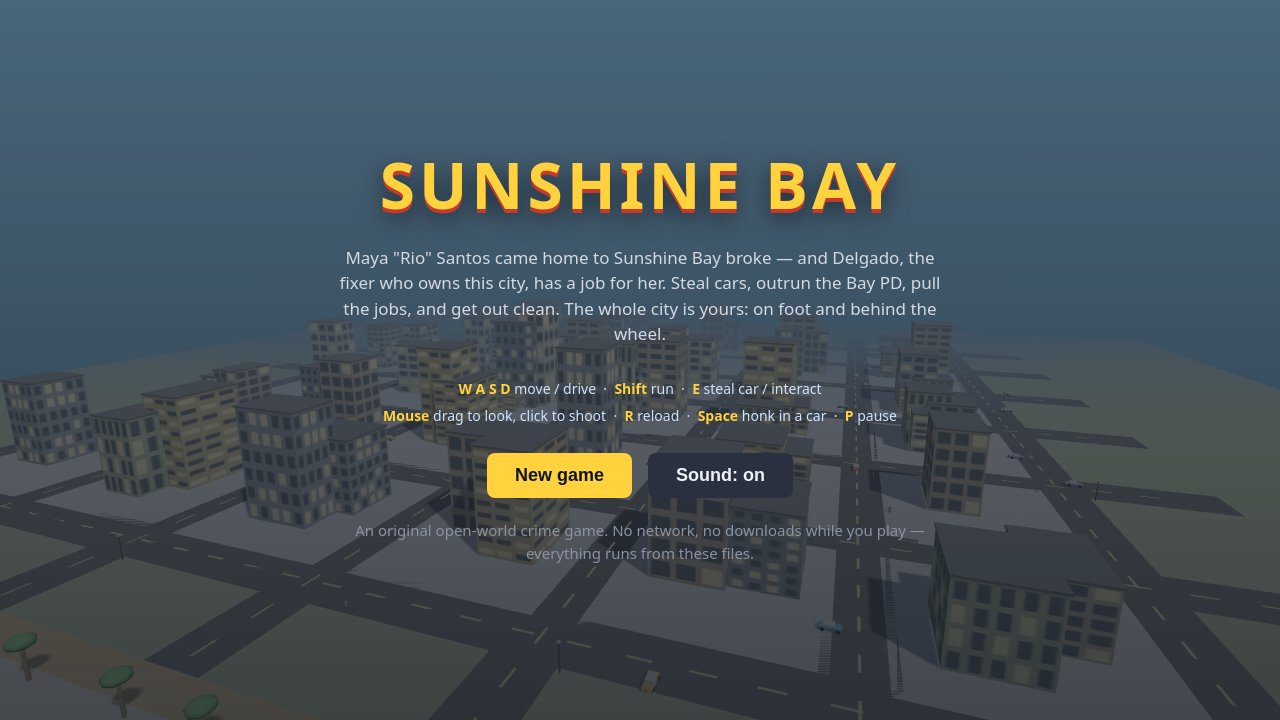 SUNSHINE BAY
Maya "Rio" Santos came home to Sunshine Bay broke — and Delgado, the
fixer who owns this city, has a job for her. Steal cars, outrun the Bay PD, pull
the jobs, and get out clean. The whole city is yours: on foot and behind the
wheel.
W A S D move / drive · Shift run · E steal car / interact
Mouse drag to look, click to shoot · R reload · Space honk in a car · P pause
New game Sound: on
An original open-world crime game. No network, no downloads while you play —
everything runs from these files.